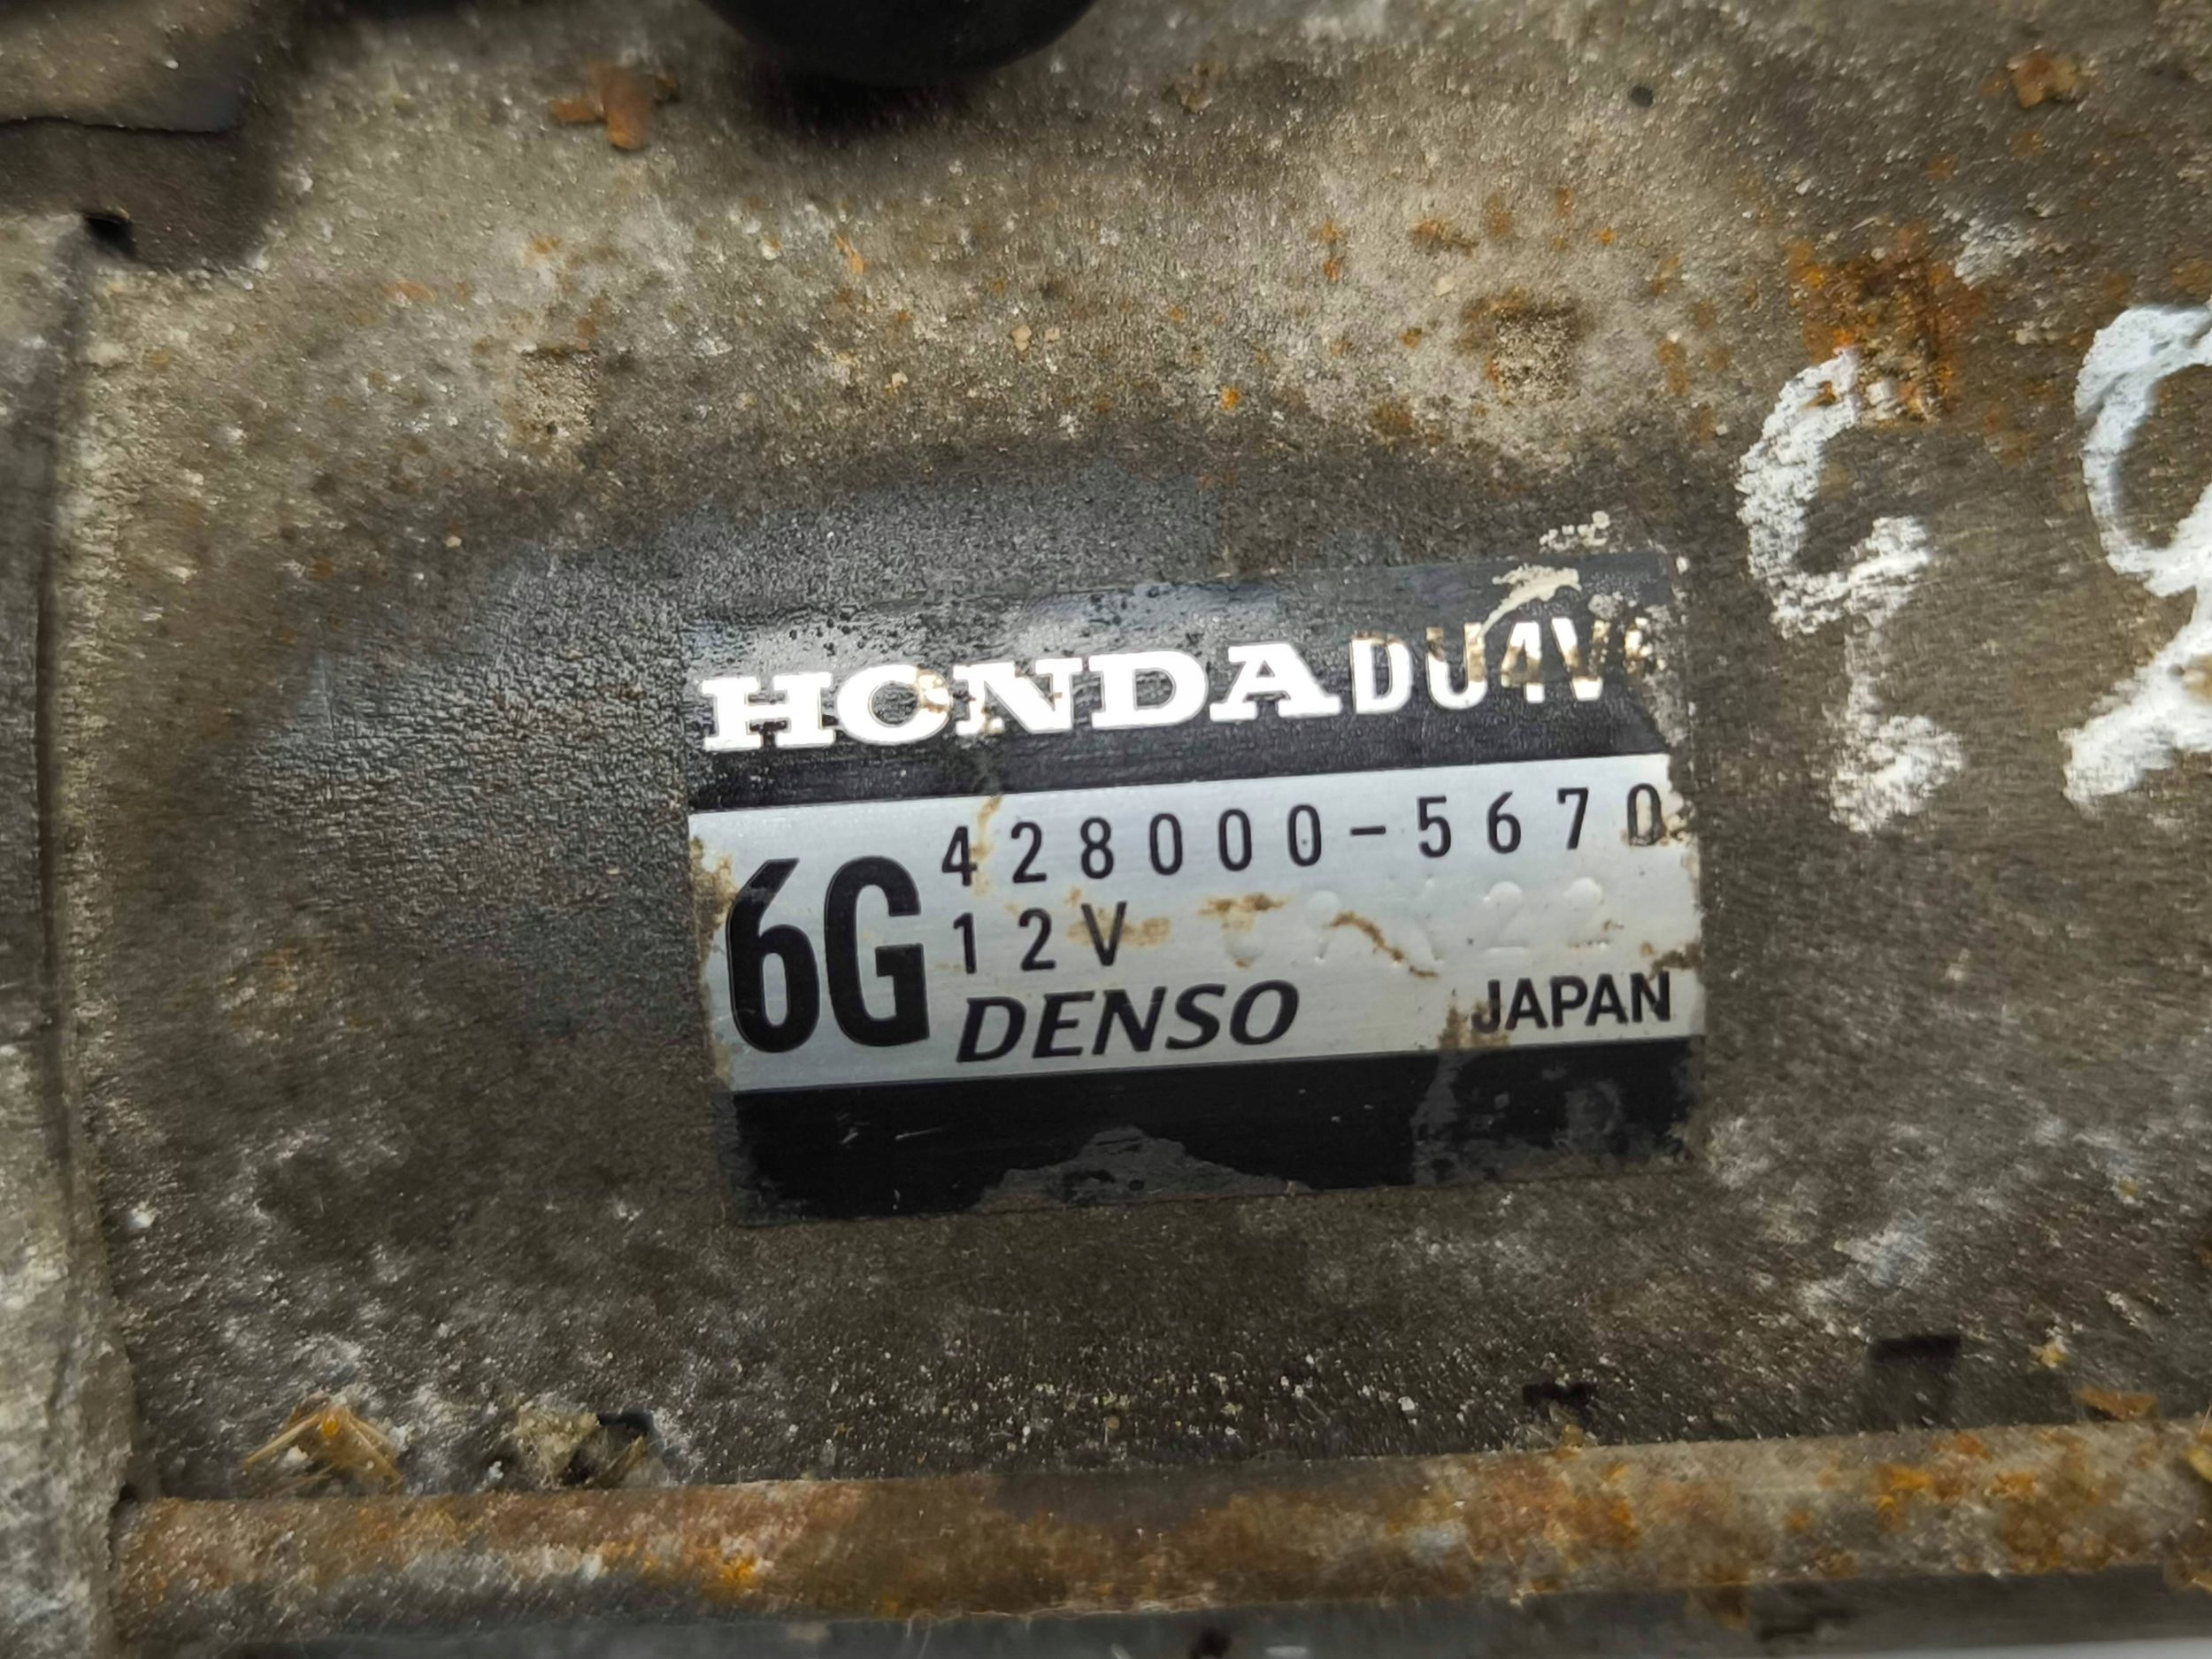 HONDA DU4V
6G
428000-5670
12V
DENSO JAPAN